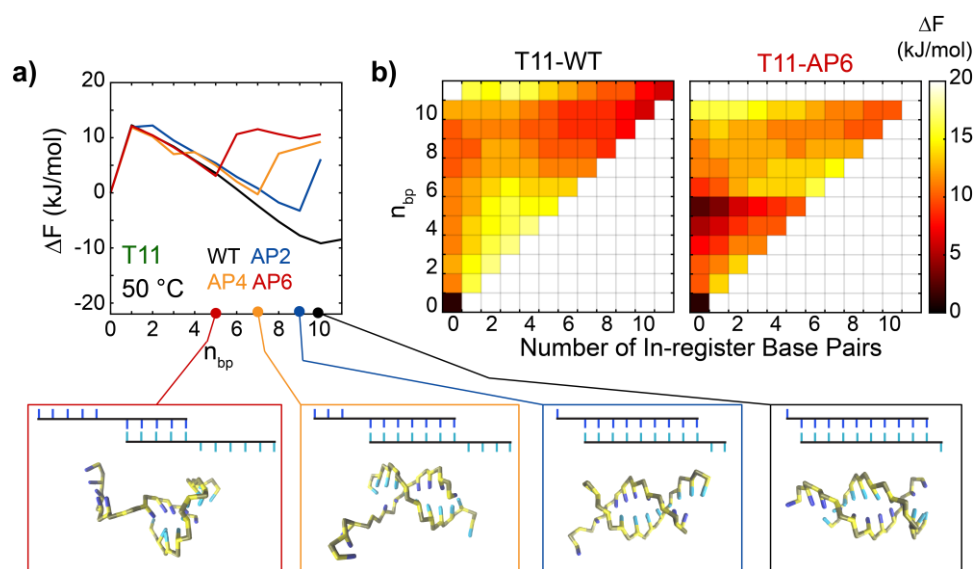 a)
20
10
0
-10
-20
ΔF (kJ/mol)
T11
50 °C
WT AP2
AP4 AP6
0 2 4 6 8 10
n_bp
b)
T11-WT
T11-AP6
ΔF
(kJ/mol)
10
8
6
4
2
0
n_bp
0 2 4 6 8 10
0 2 4 6 8 10
Number of In-register Base Pairs
20
15
10
5
0